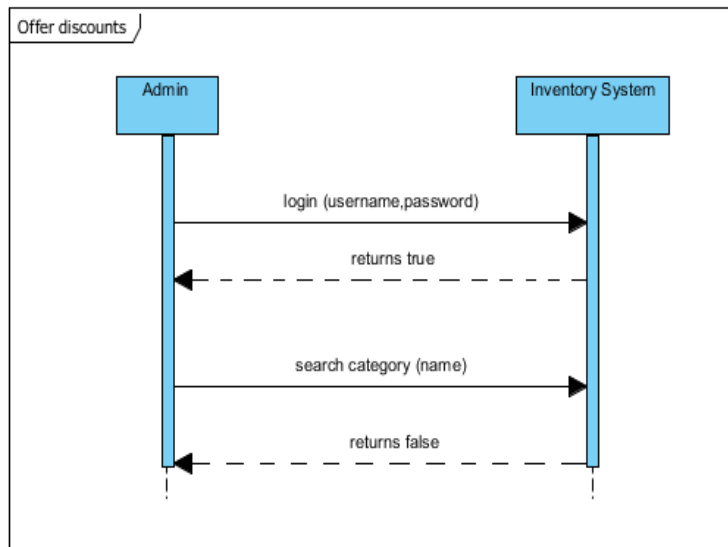 Offer discounts
Admin
Inventory System
login (username,password)
returns true
search category (name)
returns false